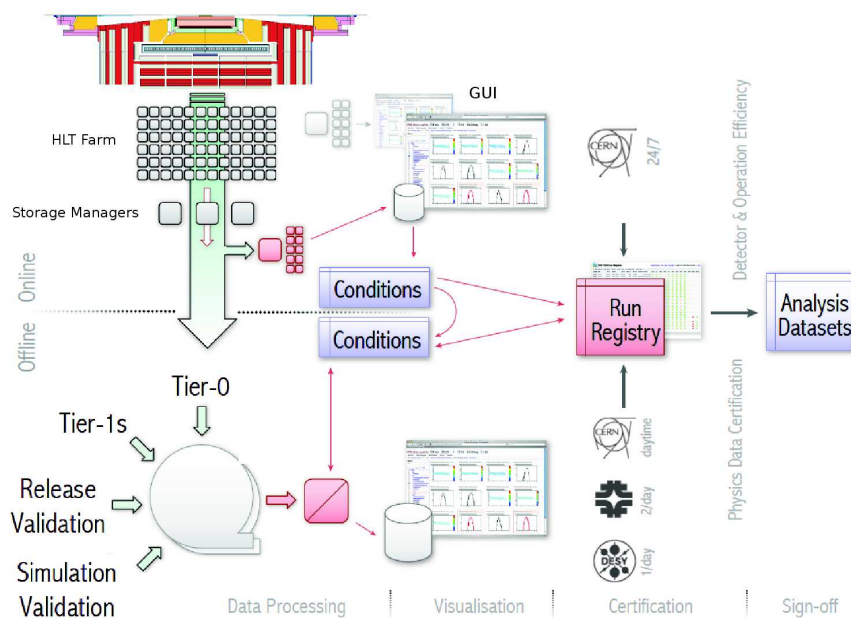 GUI
HLT Farm
CERN
24/7
Storage Managers
Detector & Operation Efficiency
Online
Conditions
Run
Registry
Analysis
Datasets
Offline
Conditions
Tier-0
Tier-1s
CERN
daytime
Physics Data Certification
Release
Validation
2/day
Simulation
Validation
DESY
1/day
Data Processing
Visualisation
Certification
Sign-off